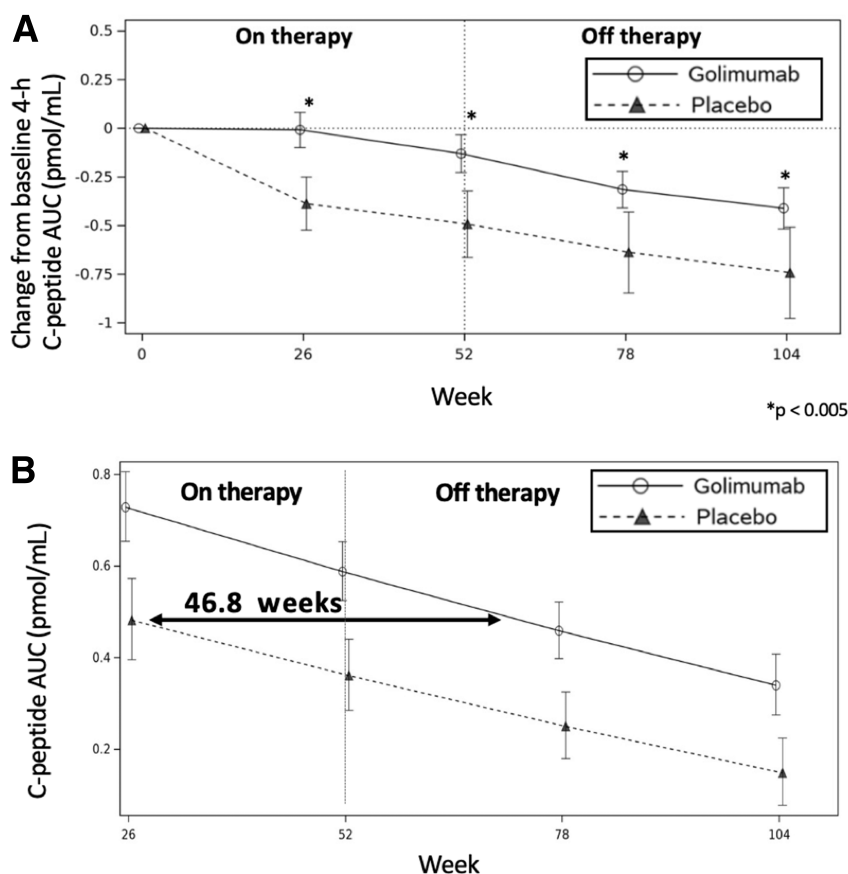 A
On therapy
Off therapy
Golimumab
Placebo
Change from baseline 4-h
C-peptide AUC (pmol/mL)
0.5
0.25
0
-0.25
-0.5
-0.75
-1
*
*
*
*
0
26
52
78
104
Week
*p < 0.005
B
On therapy
Off therapy
Golimumab
Placebo
46.8 weeks
C-peptide AUC (pmol/mL)
0.8
0.6
0.4
0.2
26
52
78
104
Week